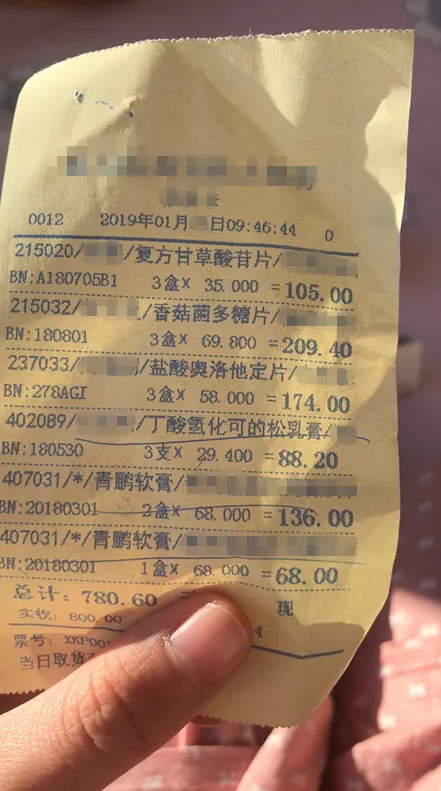 0012 2019年01月 日09:46:44 0
215020/ /复方甘草酸苷片/
BN:A180705B1 3盒X 35.000 =105.00
215032/ /香菇菌多糖片/
BN:180801 3盒X 69.800 =209.40
237033/ /盐酸奥洛他定片/
BN:278AGI 3盒X 58.000 =174.00
402089/ /丁酸氢化可的松乳膏/
BN:180530 3支X 29.400 =88.20
407031/*/青鹏软膏/
BN:20180301 2盒X 68.000 =136.00
407031/*/青鹏软膏/
BN:20180301 1盒X 68.000 =68.00
总计: 780.60 现
实收: 800.00 4
票号: XKP00
当日取货